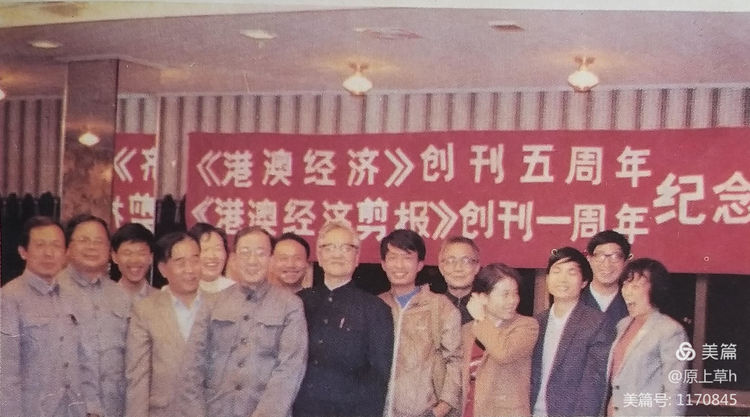 《港澳经济》创刊五周年
《港澳经济剪报》创刊一周年
纪念
美篇
@原上草h
美篇号: 1170845